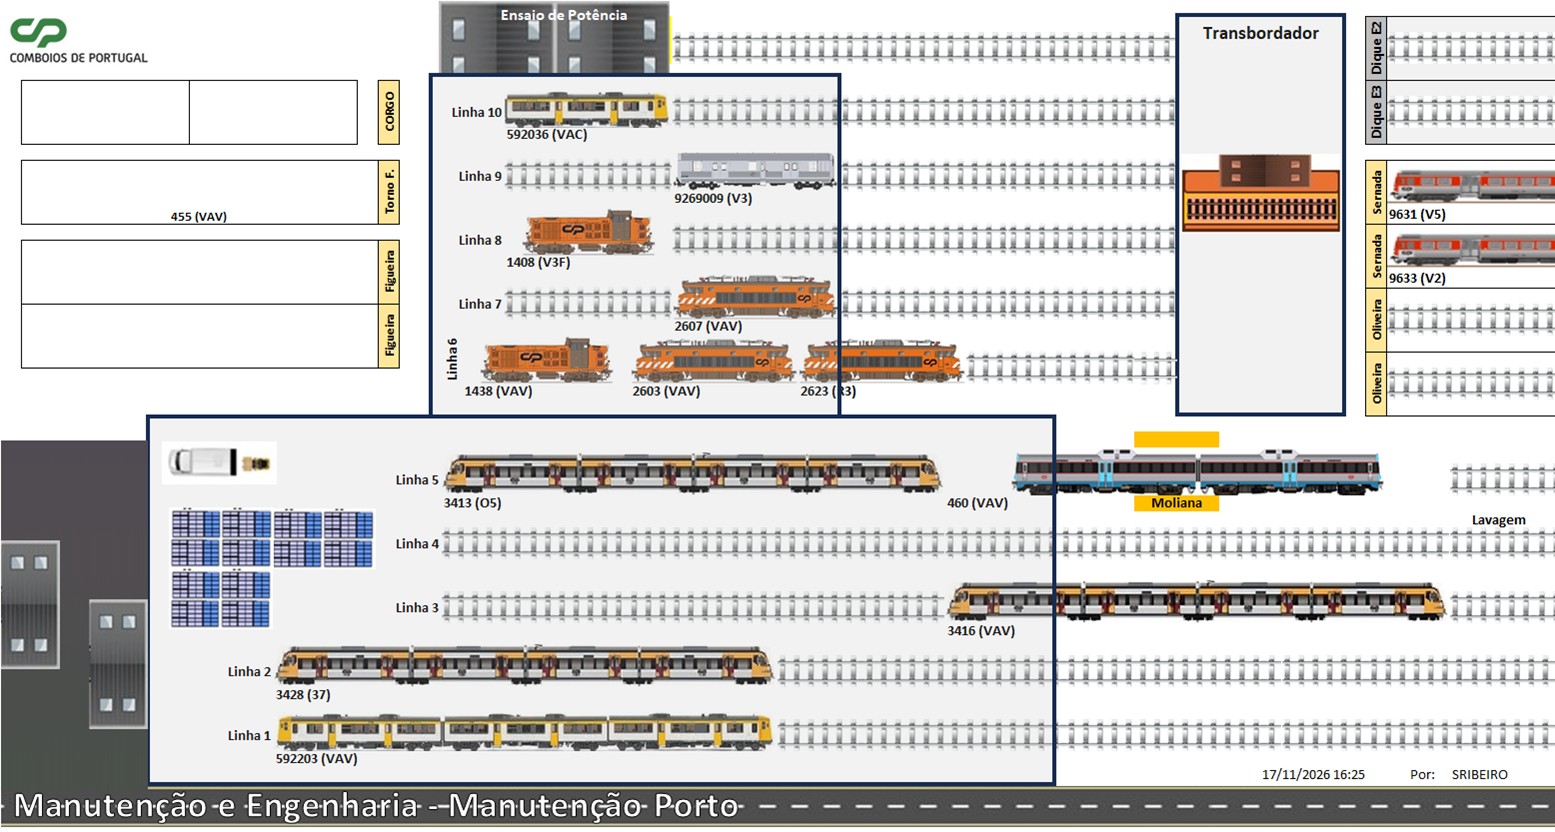 Ensaio de Potência
Transbordador
Dique E2
Dique E3
CP
COMBOIOS DE PORTUGAL
CORGO
Linha 10
592036 (VAC)
Torno F.
455 (VAV)
Linha 9
9269009 (V3)
Sernada
9631 (V5)
Linha 8
1408 (V3F)
Figueira
Sernada
9633 (V2)
Linha 7
2607 (VAV)
Figueira
Oliveira
Linha 6
1438 (VAV)
2603 (VAV)
2623 (R3)
Oliveira
Linha 5
3413 (O5)
460 (VAV)
Moliana
Lavagem
Linha 4
Linha 3
3416 (VAV)
Linha 2
3428 (37)
Linha 1
592203 (VAV)
17/11/2026 16:25 Por: SRIBEIRO
Manutenção e Engenharia - Manutenção Porto